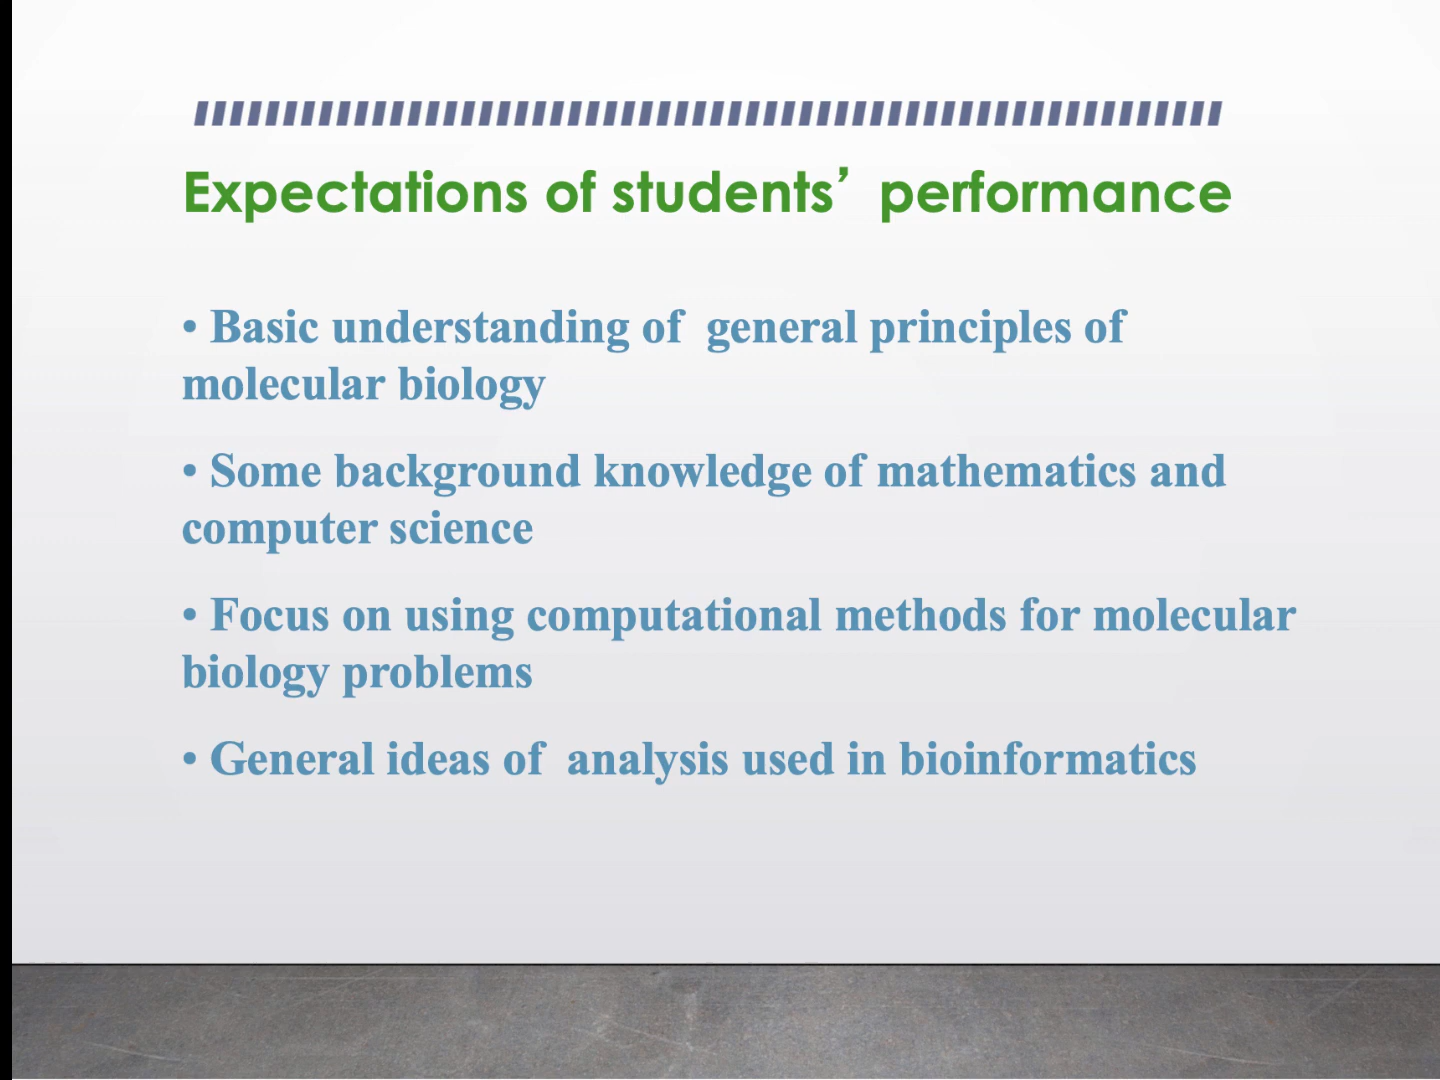 Expectations of students’ performance
• Basic understanding of  general principles of
molecular biology
• Some background knowledge of mathematics and
computer science
• Focus on using computational methods for molecular
biology problems
• General ideas of  analysis used in bioinformatics